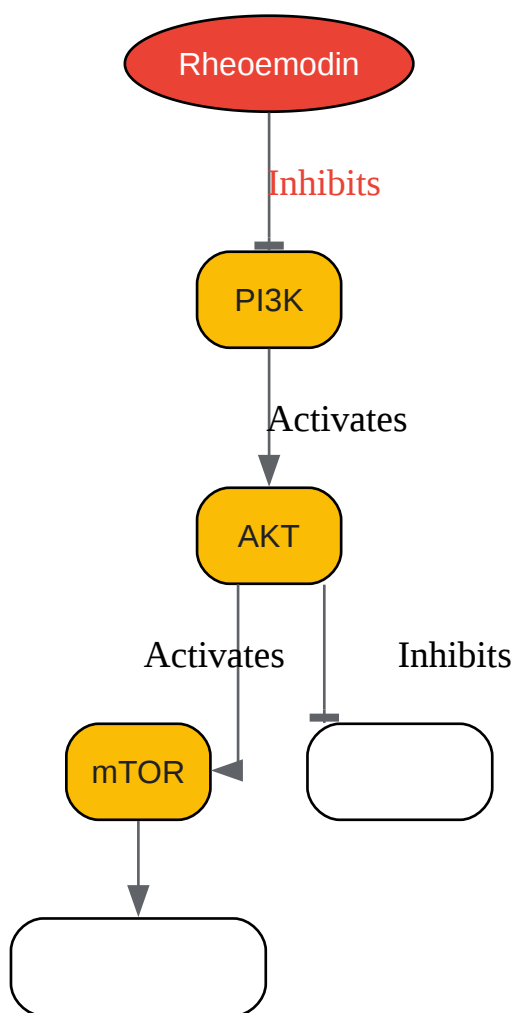 Rheoemodin
Inhibits
PI3K
Activates
AKT
Activates
Inhibits
mTOR